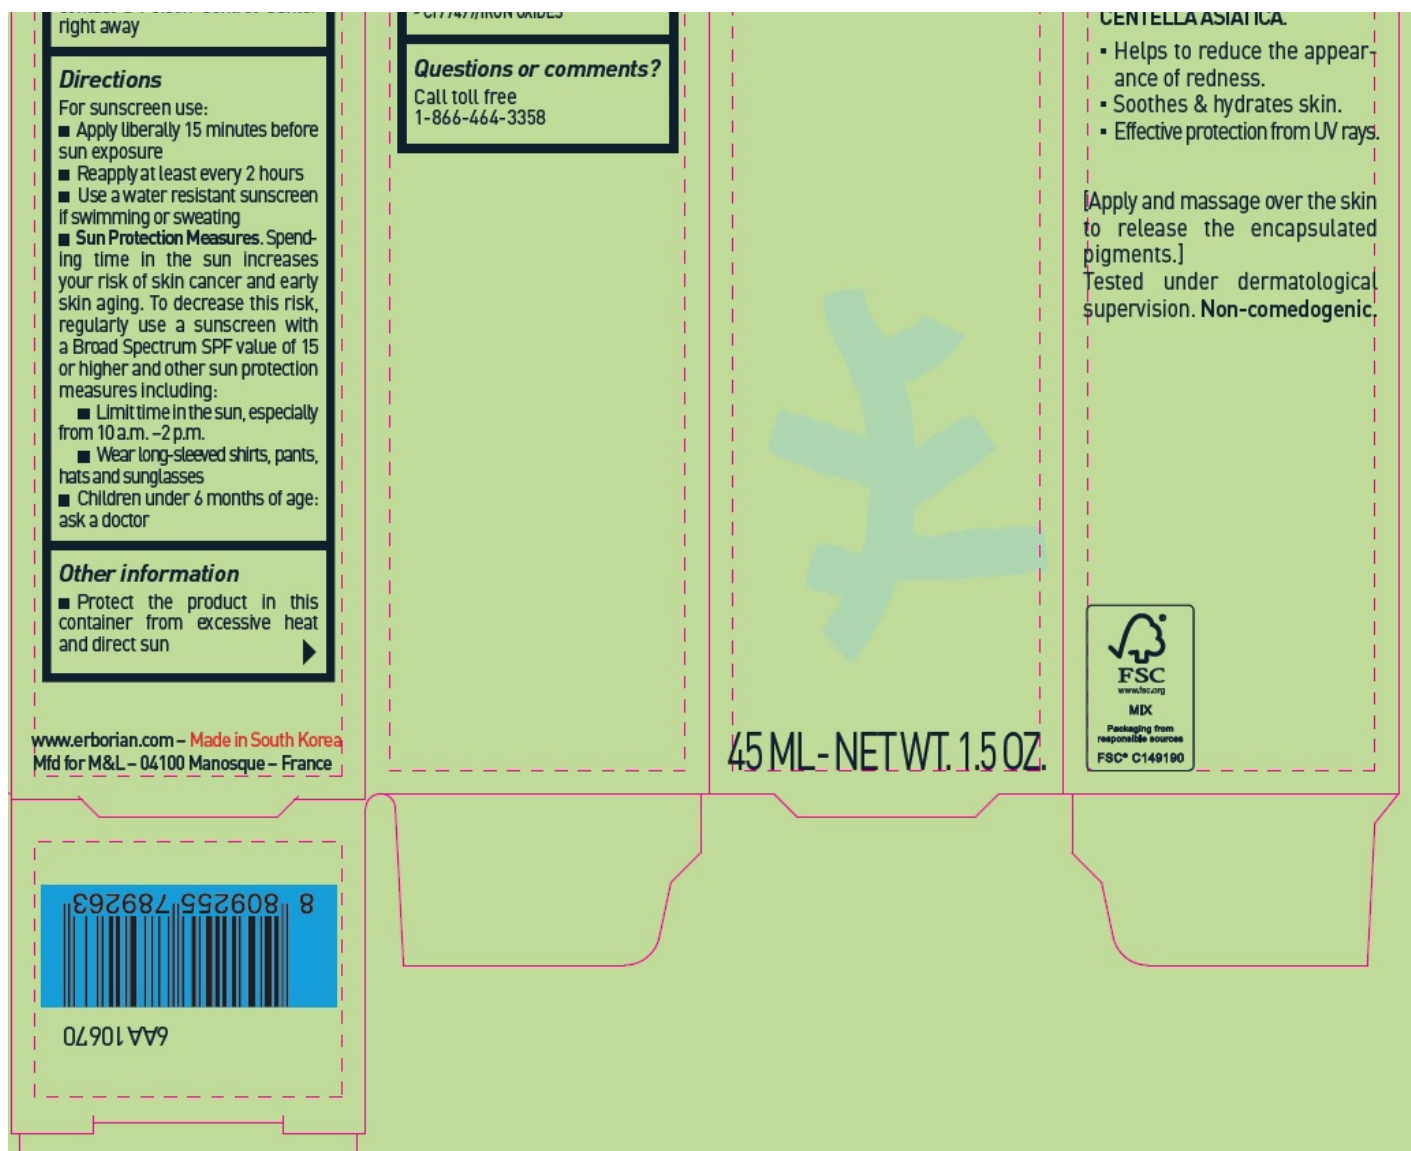 right away
Directions
For sunscreen use:
■ Apply liberally 15 minutes before
sun exposure
■ Reapply at least every 2 hours
■ Use a water resistant sunscreen
if swimming or sweating
■ Sun Protection Measures. Spend-
ing time in the sun increases
your risk of skin cancer and early
skin aging. To decrease this risk,
regularly use a sunscreen with
a Broad Spectrum SPF value of 15
or higher and other sun protection
measures including:
■ Limit time in the sun, especially
from 10 a.m. –2 p.m.
■ Wear long-sleeved shirts, pants,
hats and sunglasses
■ Children under 6 months of age:
ask a doctor
Other information
■ Protect the product in this
container from excessive heat
and direct sun
www.erborian.com – Made in South Korea
Mfd for M&L – 04100 Manosque – France
8 809255 789263
6AA 10670
Questions or comments?
Call toll free
1-866-464-3358
45 ML - NET WT. 1.5 OZ.
CENTELLA ASIATICA.
▪ Helps to reduce the appear-
ance of redness.
▪ Soothes & hydrates skin.
▪ Effective protection from UV rays.
[Apply and massage over the skin
to release the encapsulated
pigments.]
Tested under dermatological
supervision. Non-comedogenic.
FSC
www.fsc.org
MIX
Packaging from
responsible sources
FSC® C149190